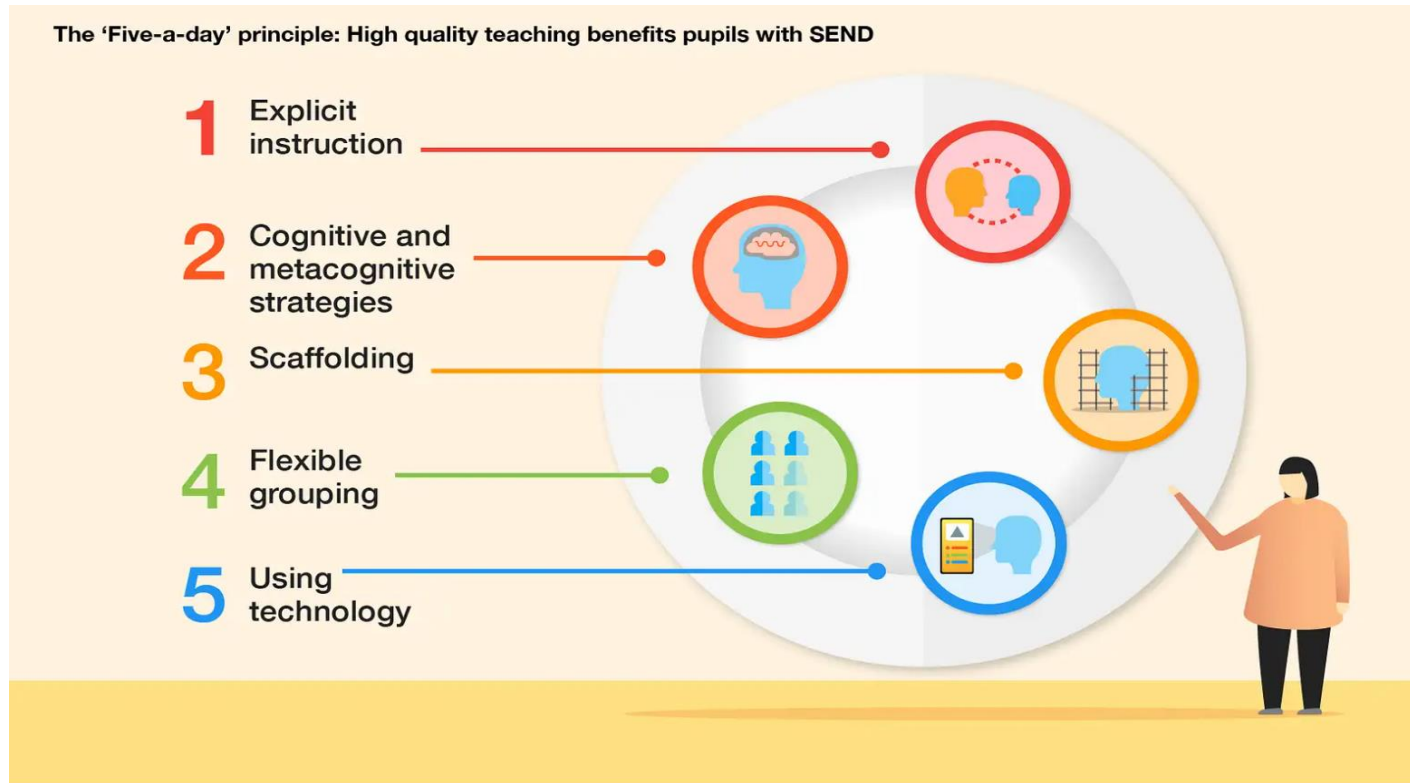 The ‘Five-a-day’ principle: High quality teaching benefits pupils with SEND
1
Explicit
instruction
2
Cognitive and
metacognitive
strategies
3
Scaffolding
4
Flexible
grouping
5
Using
technology